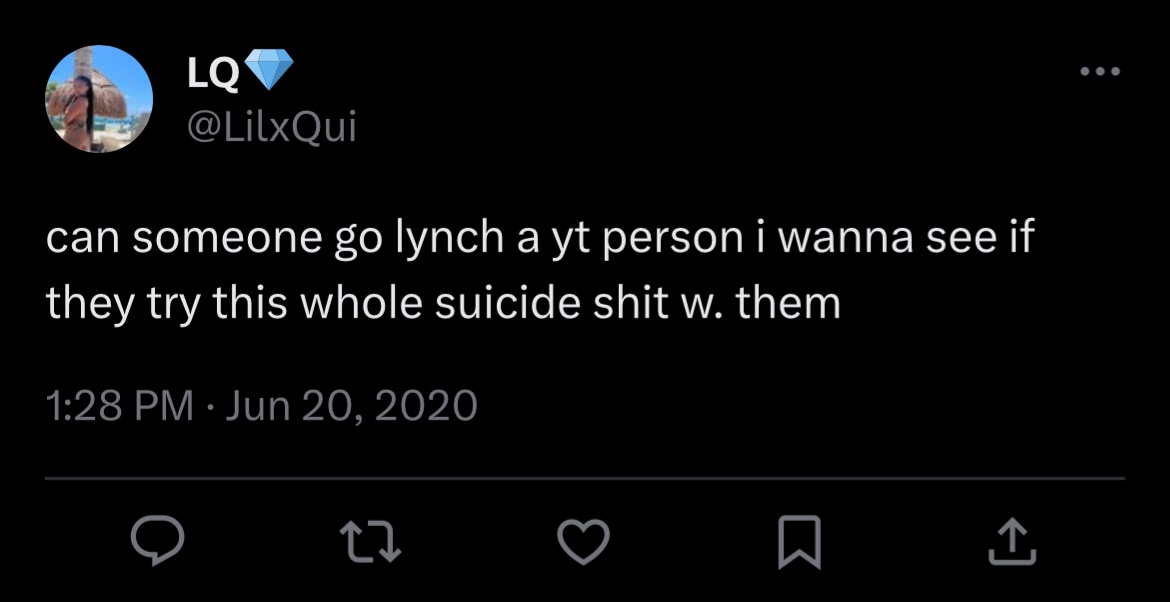 LQ💎
@LilxQui
can someone go lynch a yt person i wanna see if
they try this whole suicide shit w. them
1:28 PM · Jun 20, 2020